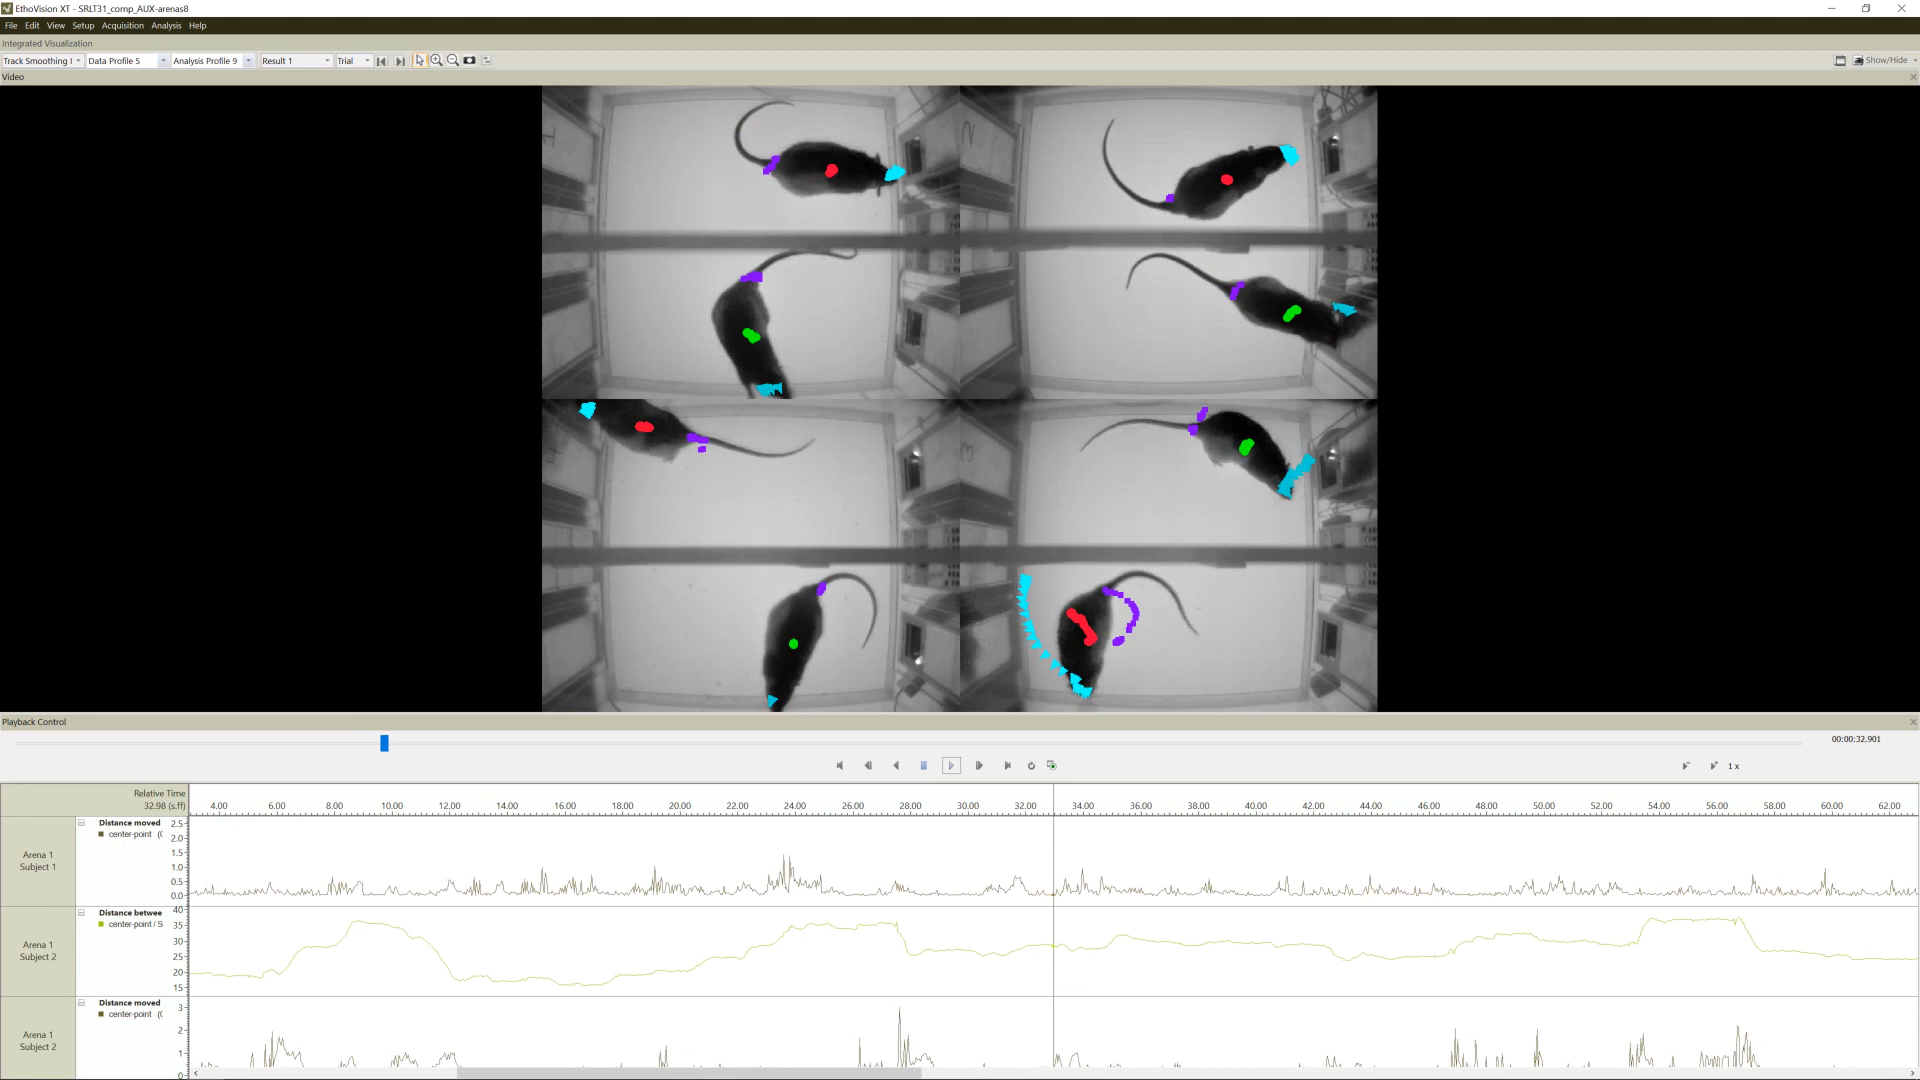 EthoVision XT - SRLT31_comp_AUX-arenas8
File Edit View Setup Acquisition Analysis Help
Integrated Visualization
Track Smoothing I Data Profile 5 Analysis Profile 9 Result 1 Trial Show/Hide
Video
1
2
3
Playback Control
00:00:32.901
1 x
Relative Time
32.98 (s.ff)
4.00 6.00 8.00 10.00 12.00 14.00 16.00 18.00 20.00 22.00 24.00 26.00 28.00 30.00 32.00 34.00 36.00 38.00 40.00 42.00 44.00 46.00 48.00 50.00 52.00 54.00 56.00 58.00 60.00 62.00
Arena 1
Subject 1
Distance moved
center-point (
2.5
2.0
1.5
1.0
0.5
0.0
Arena 1
Subject 2
Distance betwee
center-point / S
40
35
30
25
20
15
Arena 1
Subject 2
Distance moved
center-point (
3
2
1
0